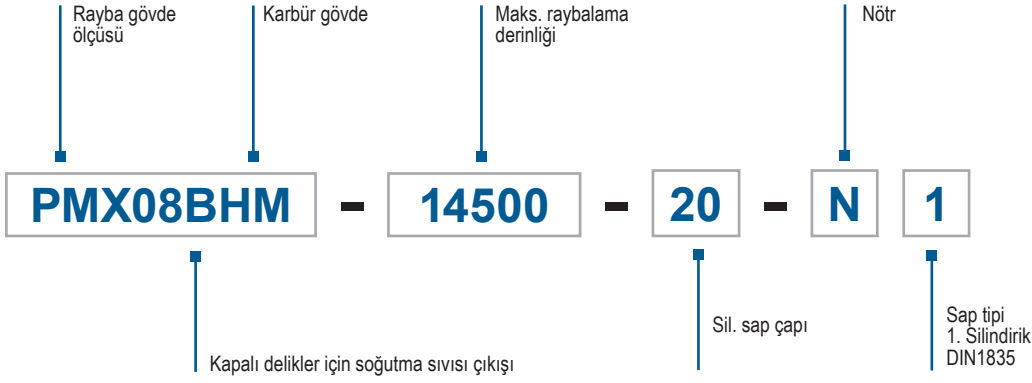 Rayba gövde
ölçüsü
Karbür gövde
Maks. raybalama
derinliği
Nötr
PMX08BHM - 14500 - 20 - N 1
Kapalı delikler için soğutma sıvısı çıkışı
Sil. sap çapı
Sap tipi
1. Silindirik
DIN1835